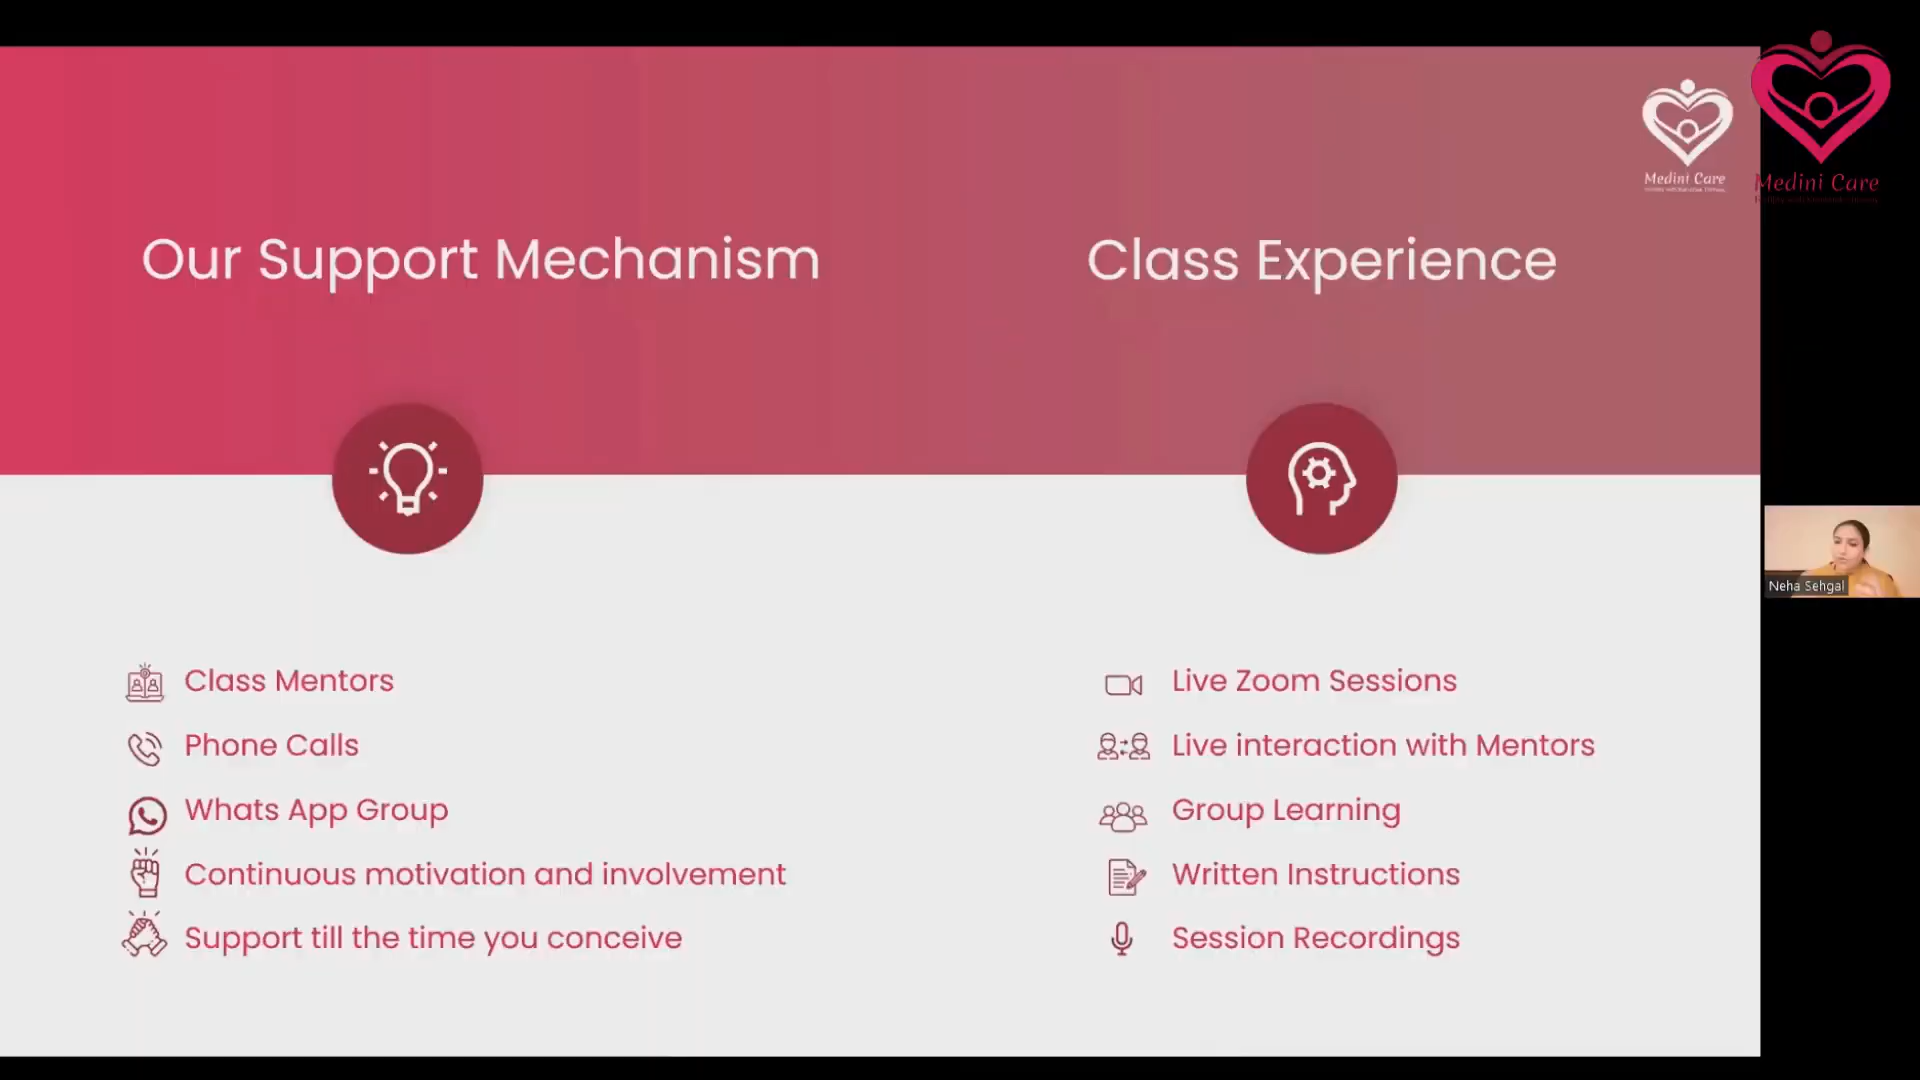 Medini Care
Medini Care
Our Support Mechanism
Class Experience
Class Mentors
Phone Calls
Whats App Group
Continuous motivation and involvement
Support till the time you conceive
Live Zoom Sessions
Live interaction with Mentors
Group Learning
Written Instructions
Session Recordings
Neha Sehgal